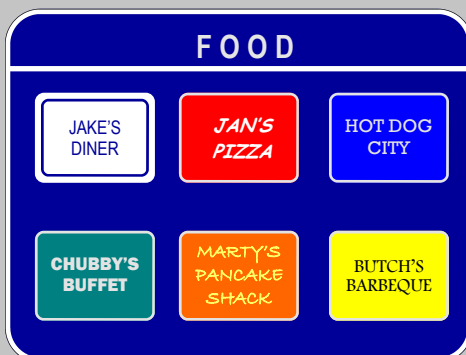 FOOD
JAKE'S
DINER
JAN'S
PIZZA
HOT DOG
CITY
CHUBBY'S
BUFFET
MARTY'S
PANCAKE
SHACK
BUTCH'S
BARBEQUE